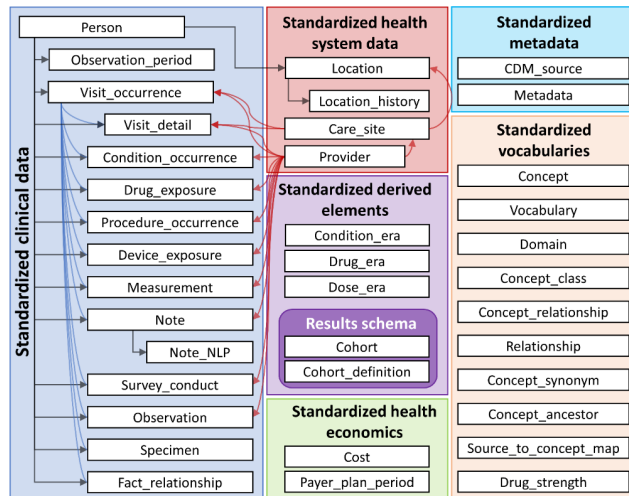 Standardized clinical data
Person
Observation_period
Visit_occurrence
Visit_detail
Condition_occurrence
Drug_exposure
Procedure_occurrence
Device_exposure
Measurement
Note
Note_NLP
Survey_conduct
Observation
Specimen
Fact_relationship
Standardized health
system data
Location
Location_history
Care_site
Provider
Standardized derived
elements
Condition_era
Drug_era
Dose_era
Results schema
Cohort
Cohort_definition
Standardized health
economics
Cost
Payer_plan_period
Standardized
metadata
CDM_source
Metadata
Standardized
vocabularies
Concept
Vocabulary
Domain
Concept_class
Concept_relationship
Relationship
Concept_synonym
Concept_ancestor
Source_to_concept_map
Drug_strength